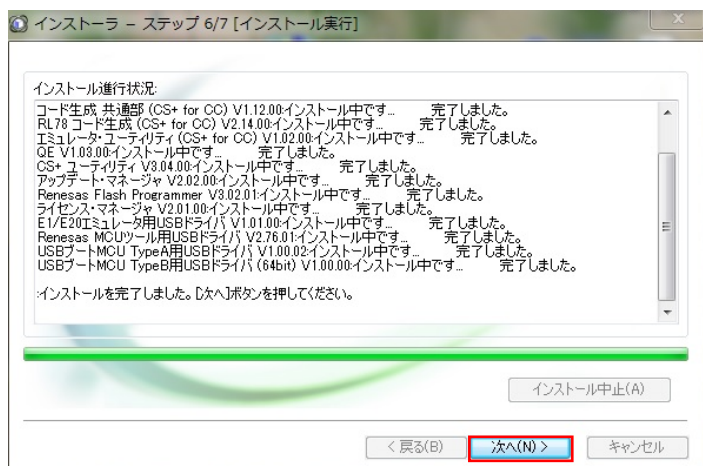 インストーラ – ステップ 6/7 [インストール実行]
インストール進行状況:
コード生成 共通部 (CS+ for CC) V1.12.00:インストール中です... 完了しました。
RL78 コード生成 (CS+ for CC) V2.14.00:インストール中です... 完了しました。
エミュレータ・ユーティリティ (CS+ for CC) V1.02.00:インストール中です... 完了しました。
QE V1.03.00:インストール中です... 完了しました。
CS+ ユーティリティ V3.04.00:インストール中です... 完了しました。
アップデート・マネージャ V2.02.00:インストール中です... 完了しました。
Renesas Flash Programmer V3.02.01:インストール中です... 完了しました。
ライセンス・マネージャ V2.01.00:インストール中です... 完了しました。
E1/E20エミュレータ用USBドライバ V1.01.00:インストール中です... 完了しました。
Renesas MCUツール用USBドライバ V2.76.01:インストール中です... 完了しました。
USBブートMCU TypeA用USBドライバ V1.00.02:インストール中です... 完了しました。
USBブートMCU TypeB用USBドライバ (64bit) V1.00.00:インストール中です... 完了しました。
:インストールを完了しました。[次へ]ボタンを押してください。
インストール中止(A)
< 戻る(B) 次へ(N) > キャンセル